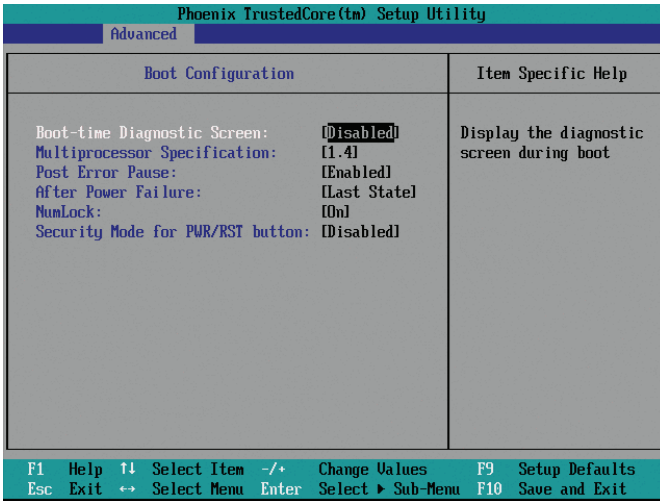 Phoenix TrustedCore(tm) Setup Utility
Advanced
Boot Configuration
Item Specific Help
Boot-time Diagnostic Screen: [Disabled]
Multiprocessor Specification: [1.4]
Post Error Pause: [Enabled]
After Power Failure: [Last State]
NumLock: [On]
Security Mode for PWR/RST button: [Disabled]
Display the diagnostic
screen during boot
F1 Help ↑↓ Select Item -/+ Change Values F9 Setup Defaults
Esc Exit ↔ Select Menu Enter Select ▶ Sub-Menu F10 Save and Exit